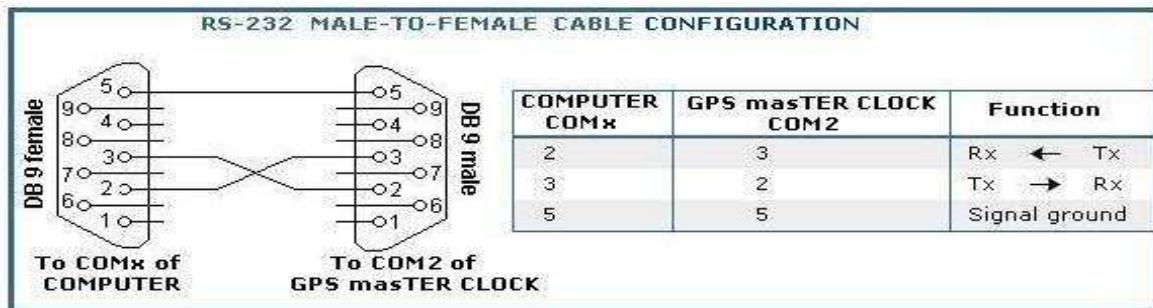 RS-232 MALE-TO-FEMALE CABLE CONFIGURATION
DB 9 female
5
9
4
8
3
7
2
6
1
5
9
4
8
3
7
2
6
1
DB 9 male
To COMx of
COMPUTER
To COM2 of
GPS masTER CLOCK
COMPUTER COMx GPS masTER CLOCK COM2 Function
2 3 Rx ← Tx
3 2 Tx → Rx
5 5 Signal ground